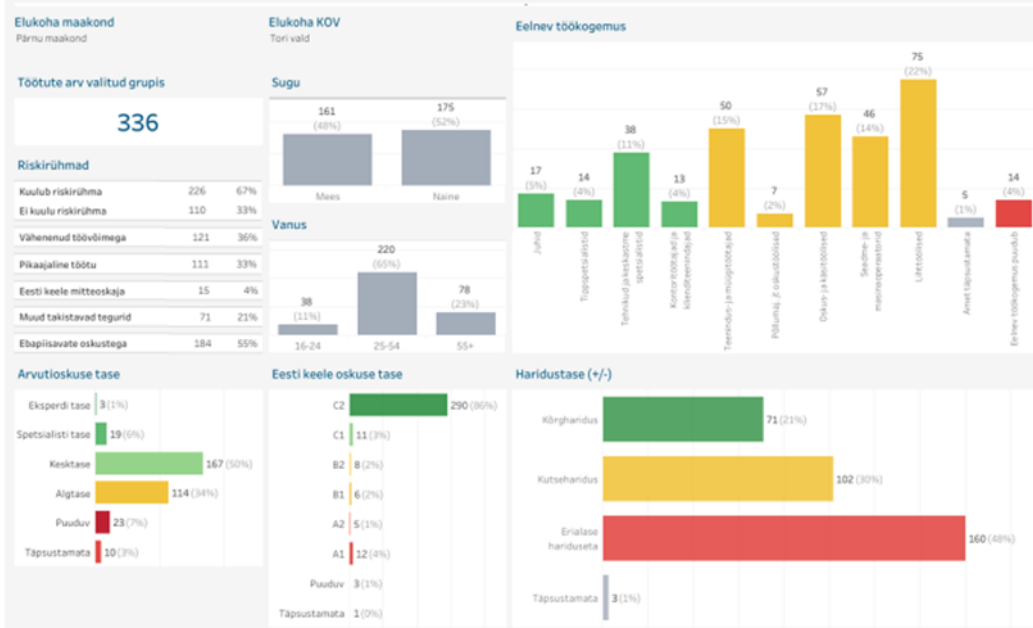 Elukoha maakond
Pärnu maakond
Elukoha KOV
Tori vald
Töötute arv valitud grupis
336
Riskirühmad
Kuulub riskirühma 226 67%
Ei kuulu riskirühma 110 33%
Vähenenud töövõimega 121 36%
Pikaajaline töötu 111 33%
Eesti keele mitteoskaja 15 4%
Muud takistavad tegurid 71 21%
Ebapiisavate oskustega 184 55%
Sugu
161 175
(48%) (52%)
Mees Naine
Vanus
38 220 78
(11%) (65%) (23%)
16-24 25-54 55+
Eelnev töökogemus
17 14 38 13 50 7 57 46 75 5 14
(5%) (4%) (11%) (4%) (15%) (2%) (17%) (14%) (22%) (1%) (4%)
Juhid
Tippspetsialistid
Tehnikud ja keskastme
spetsialistid
Kontoritöötajad ja
klienditeenindajad
Teenindus- ja müügitöötajad
Põllumaj. jt oskustöölised
Oskus- ja käsitöölised
Seadme- ja
masinaoperaatorid
Lihttöölised
Amet täpsustamata
Eelnev töökogemus puudub
Arvutioskuse tase
Eksperdi tase 3 (1%)
Spetsialisti tase 19 (6%)
Kesktase 167 (50%)
Algtase 114 (34%)
Puuduv 23 (7%)
Täpsustamata 10 (3%)
Eesti keele oskuse tase
C2 290 (86%)
C1 11 (3%)
B2 8 (2%)
B1 6 (2%)
A2 5 (1%)
A1 12 (4%)
Puuduv 3 (1%)
Täpsustamata 1 (0%)
Haridustase (+/-)
Kõrgharidus 71 (21%)
Kutseharidus 102 (30%)
Erialase
hariduseta 160 (48%)
Täpsustamata 3 (1%)